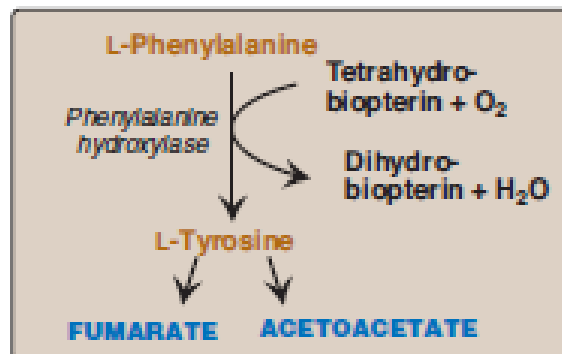 L-Phenylalanine
Tetrahydro-
biopterin + O₂
Phenylalanine
hydroxylase
Dihydro-
biopterin + H₂O
L-Tyrosine
FUMARATE ACETOACETATE